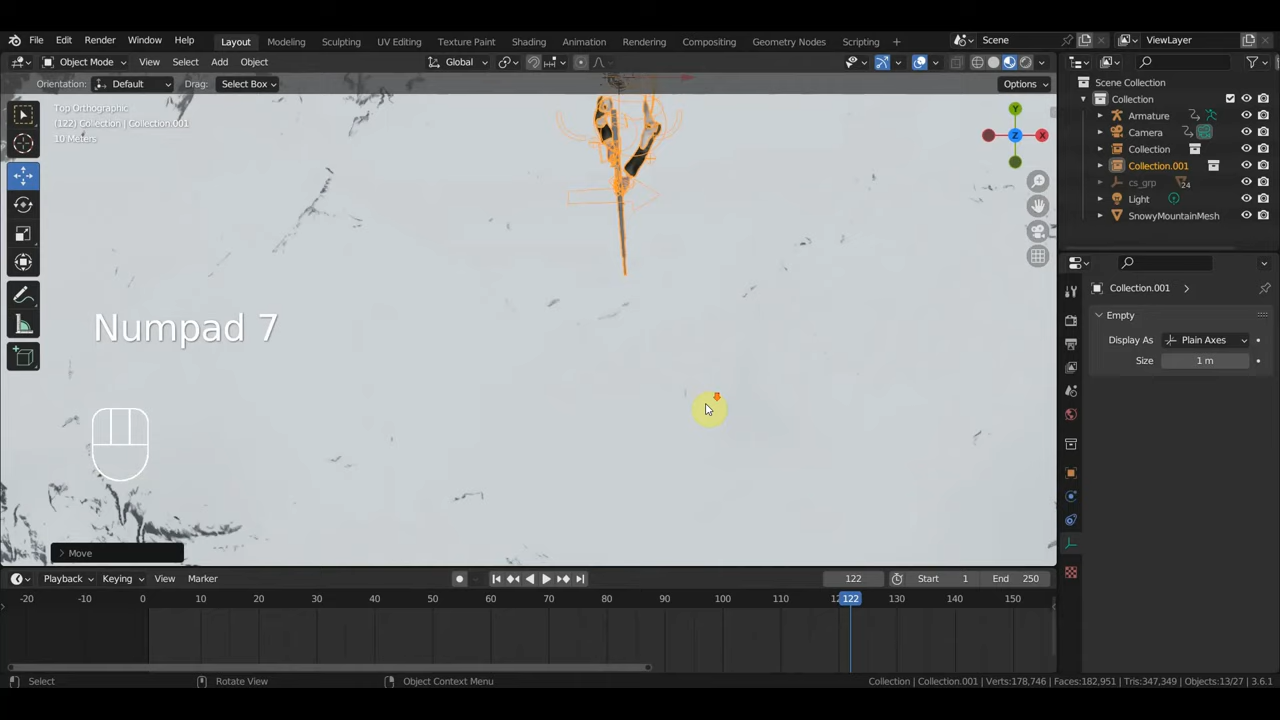 File Edit Render Window Help
Layout Modeling Sculpting UV Editing Texture Paint Shading Animation Rendering Compositing Geometry Nodes Scripting +
Scene
ViewLayer
Object Mode View Select Add Object
Global
Orientation: Default Drag: Select Box
Options
Top Orthographic
(122) Collection | Collection.001
10 Meters
Y
Z
X
Numpad 7
Move
Scene Collection
Collection
Armature
Camera
Collection
Collection.001
cs_grp
24
Light
SnowyMountainMesh
Collection.001
Empty
Display As Plain Axes
Size 1 m
Playback Keying View Marker
122
Start 1 End 250
-20 -10 0 10 20 30 40 50 60 70 80 90 100 110 122 130 140 150
Select Rotate View Object Context Menu
Collection | Collection.001 | Verts:178,746 | Faces:182,951 | Tris:347,349 | Objects:13/27 | 3.6.1